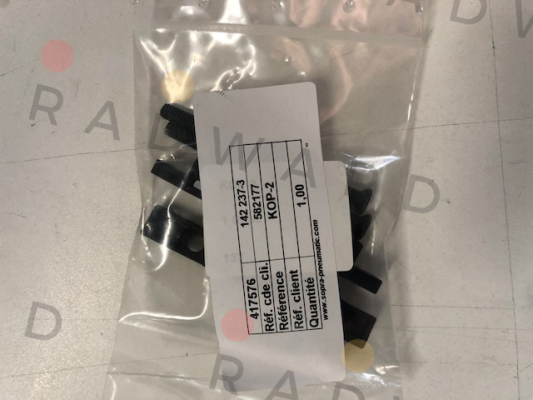 417576 142 237-3
Réf. cde cli. 582177
Référence KOP-2
Réf. client
Quantité 1,00
www.sopra-pneumatic.com